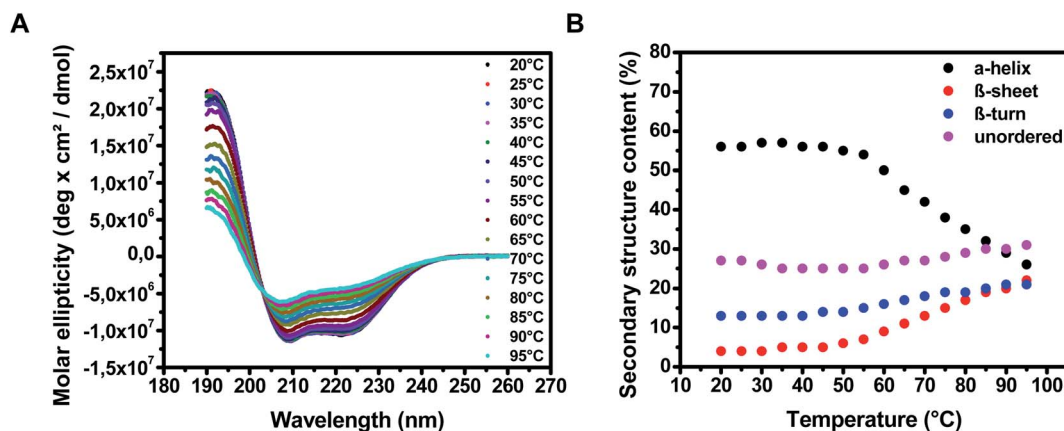 A
Molar ellipticity (deg x cm² / dmol)
2,5x10⁷
2,0x10⁷
1,5x10⁷
1,0x10⁷
5,0x10⁶
0,0
-5,0x10⁶
-1,0x10⁷
-1,5x10⁷
180 190 200 210 220 230 240 250 260 270
Wavelength (nm)
20°C
25°C
30°C
35°C
40°C
45°C
50°C
55°C
60°C
65°C
70°C
75°C
80°C
85°C
90°C
95°C
B
Secondary structure content (%)
80
70
60
50
40
30
20
10
0
10 20 30 40 50 60 70 80 90 100
Temperature (°C)
a-helix
ß-sheet
ß-turn
unordered